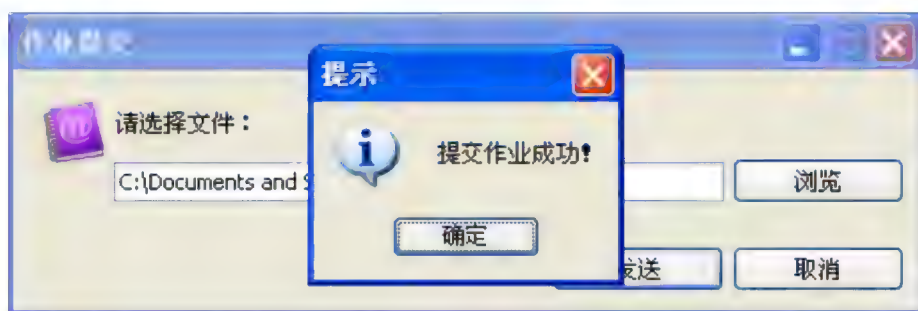 作业提交
提示
请选择文件：
提交作业成功！
C:\Documents and S
浏览
确定
发送
取消